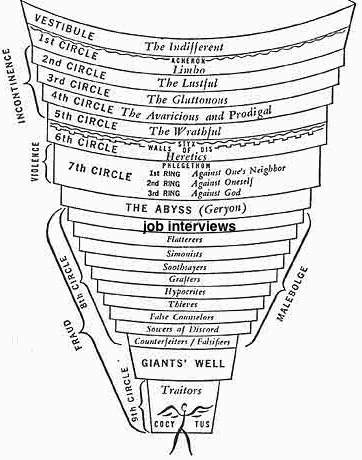 VESTIBULE
The Indifferent
ACHERON
1st CIRCLE
Limbo
2nd CIRCLE
The Lustful
3rd CIRCLE
The Gluttonous
4th CIRCLE
The Avaricious and Prodigal
5th CIRCLE
The Wrathful
STYX
WALLS OF DIS
6th CIRCLE
Heretics
PHLEGETHOM
7th CIRCLE
1st RING Against One's Neighbor
2nd RING Against Oneself
3rd RING Against God
INCONTINENCE
VIOLENCE
THE ABYSS (Geryon)
job interviews
Flatterers
Simonists
Soothsayers
Grafters
Hypocrites
Thieves
False Counselors
Sowers of Discord
Counterfeiters / Falsifiers
8th CIRCLE
FRAUD
MALEBOLGE
GIANTS' WELL
9th CIRCLE
Traitors
COCY TUS